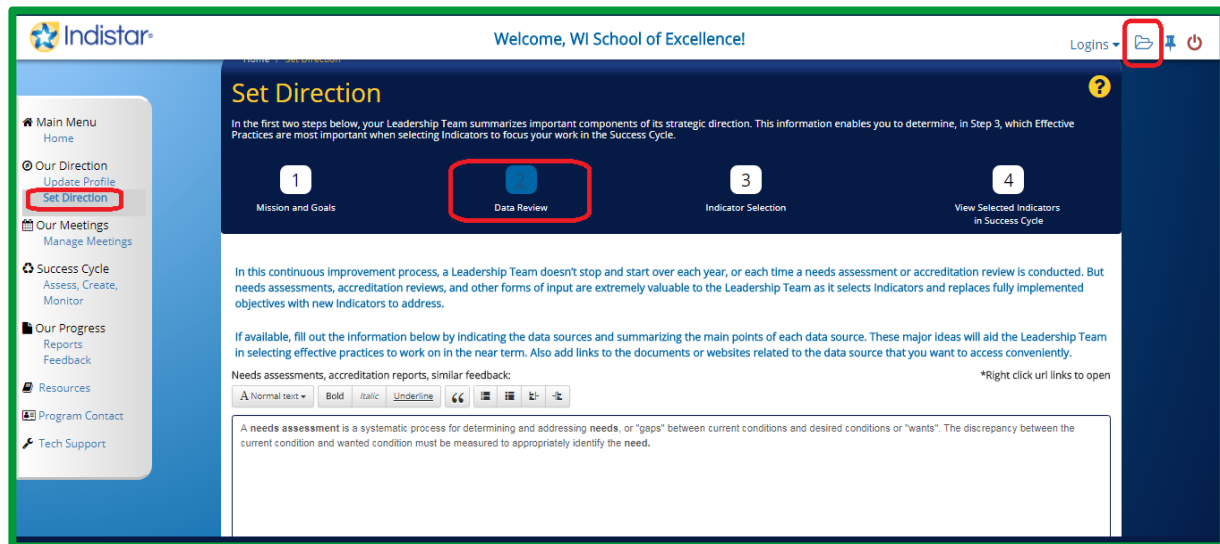 Indistar®
Welcome, WI School of Excellence!
Logins
Home / Set Direction
Set Direction
?
In the first two steps below, your Leadership Team summarizes important components of its strategic direction. This information enables you to determine, in Step 3, which Effective
Practices are most important when selecting Indicators to focus your work in the Success Cycle.
1
Mission and Goals
2
Data Review
3
Indicator Selection
4
View Selected Indicators
in Success Cycle
Main Menu
Home
Our Direction
Update Profile
Set Direction
Our Meetings
Manage Meetings
Success Cycle
Assess, Create,
Monitor
Our Progress
Reports
Feedback
Resources
Program Contact
Tech Support
In this continuous improvement process, a Leadership Team doesn't stop and start over each year, or each time a needs assessment or accreditation review is conducted. But
needs assessments, accreditation reviews, and other forms of input are extremely valuable to the Leadership Team as it selects Indicators and replaces fully implemented
objectives with new Indicators to address.
If available, fill out the information below by indicating the data sources and summarizing the main points of each data source. These major ideas will aid the Leadership Team
in selecting effective practices to work on in the near term. Also add links to the documents or websites related to the data source that you want to access conveniently.
Needs assessments, accreditation reports, similar feedback:
*Right click url links to open
A Normal text Bold Italic Underline
A needs assessment is a systematic process for determining and addressing needs, or "gaps" between current conditions and desired conditions or "wants". The discrepancy between the
current condition and wanted condition must be measured to appropriately identify the need.